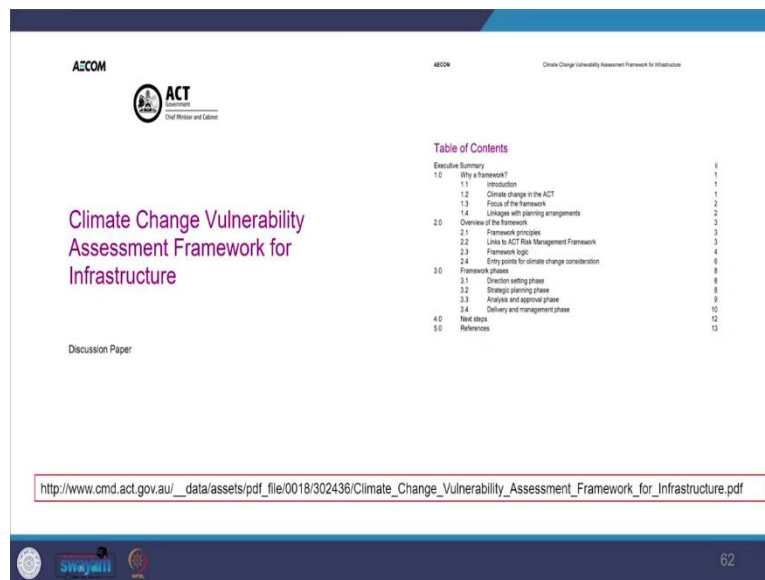 AECOM
ACT
Government
Chief Minister and Cabinet
Climate Change Vulnerability
Assessment Framework for
Infrastructure
Discussion Paper
AECOM Climate Change Vulnerability Assessment Framework for Infrastructure
Table of Contents
Executive Summary ii
1.0 Why a framework? 1
1.1 Introduction 1
1.2 Climate change in the ACT 1
1.3 Focus of the framework 2
1.4 Linkages with planning arrangements 2
2.0 Overview of the framework 3
2.1 Framework principles 3
2.2 Links to ACT Risk Management Framework 3
2.3 Framework logic 4
2.4 Entry points for climate change consideration 6
3.0 Framework phases 8
3.1 Direction setting phase 8
3.2 Strategic planning phase 8
3.3 Analysis and approval phase 9
3.4 Delivery and management phase 10
4.0 Next steps 12
5.0 References 13
http://www.cmd.act.gov.au/__data/assets/pdf_file/0018/302436/Climate_Change_Vulnerability_Assessment_Framework_for_Infrastructure.pdf
swayam
62